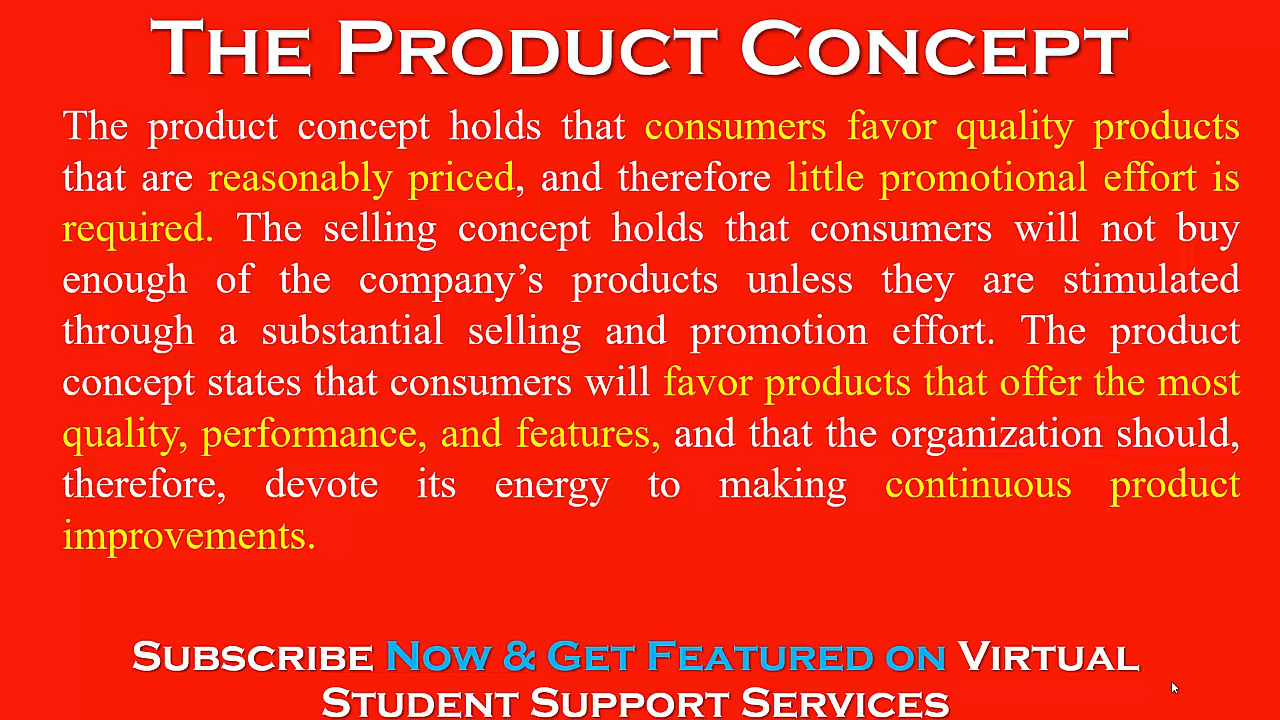 THE PRODUCT CONCEPT
The product concept holds that consumers favor quality products
that are reasonably priced, and therefore little promotional effort is
required. The selling concept holds that consumers will not buy
enough of the company’s products unless they are stimulated
through a substantial selling and promotion effort. The product
concept states that consumers will favor products that offer the most
quality, performance, and features, and that the organization should,
therefore, devote its energy to making continuous product
improvements.
SUBSCRIBE NOW & GET FEATURED ON VIRTUAL
STUDENT SUPPORT SERVICES